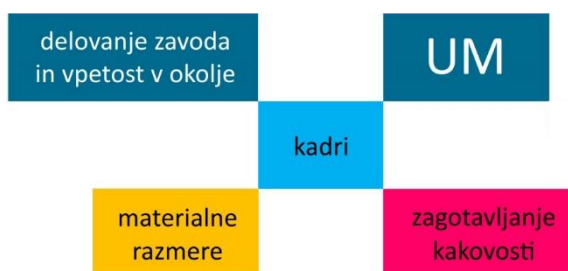 delovanje zavoda
in vpetost v okolje
UM
kadri
materialne
razmere
zagotavljanje
kakovosti